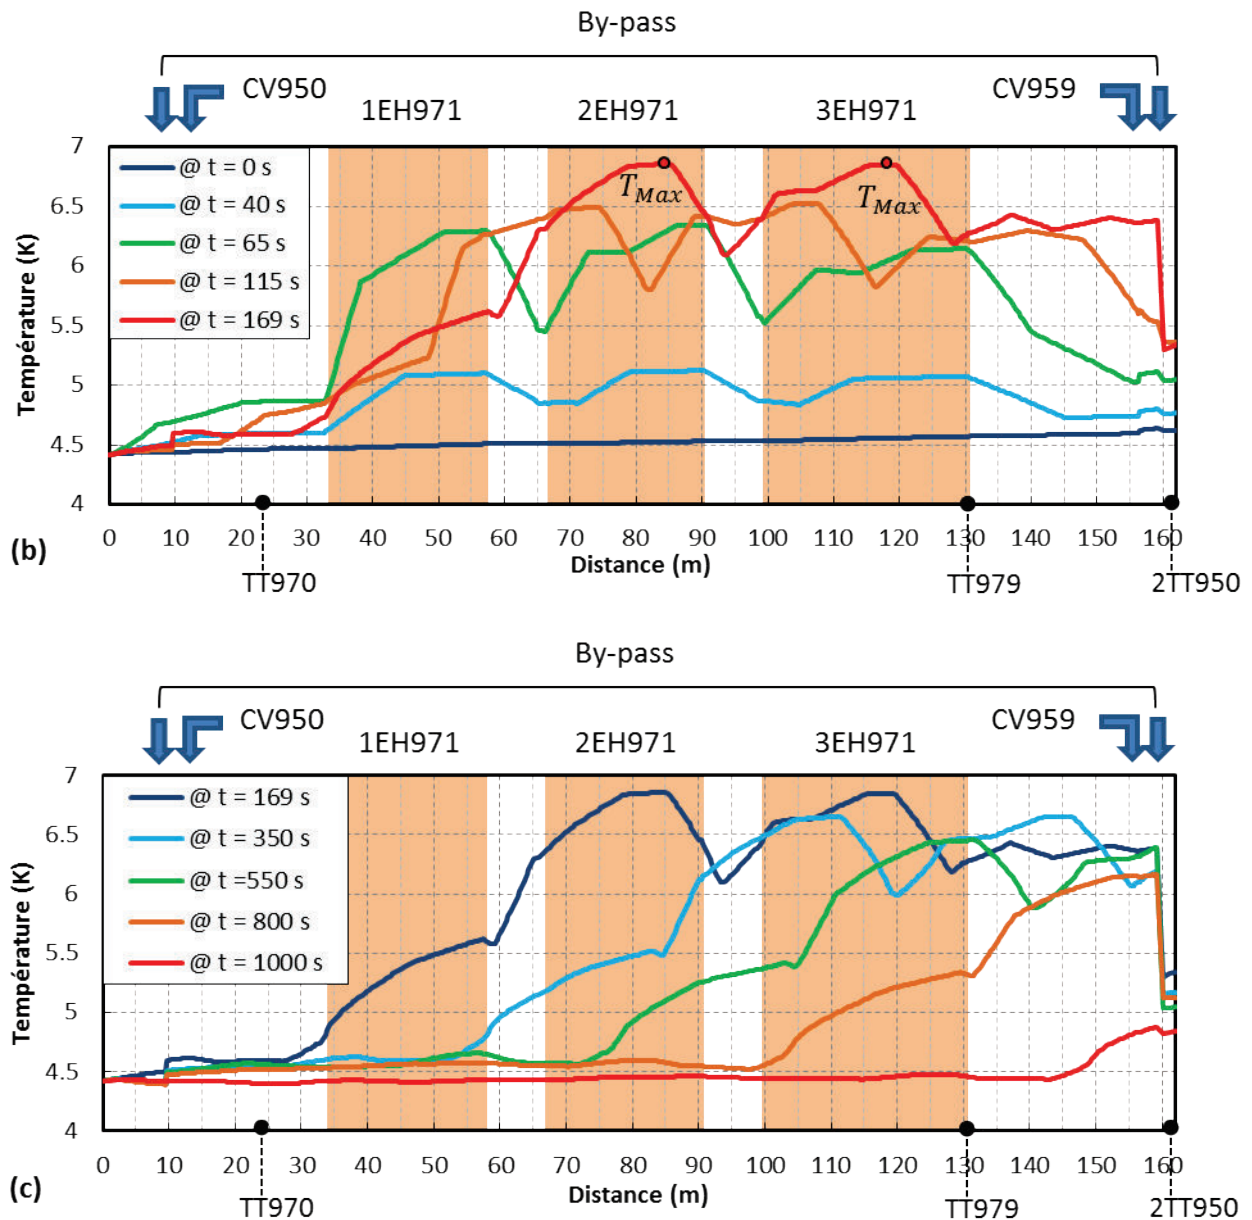 By-pass
CV950
CV959
1EH971
2EH971
3EH971
7
6.5
6
5.5
5
4.5
4
Température (K)
@ t = 0 s
@ t = 40 s
@ t = 65 s
@ t = 115 s
@ t = 169 s
TMax
TMax
0 10 20 30 40 50 60 70 80 90 100 110 120 130 140 150 160
(b)
Distance (m)
TT970
TT979
2TT950
By-pass
CV950
CV959
1EH971
2EH971
3EH971
7
6.5
6
5.5
5
4.5
4
Température (K)
@ t = 169 s
@ t = 350 s
@ t =550 s
@ t = 800 s
@ t = 1000 s
0 10 20 30 40 50 60 70 80 90 100 110 120 130 140 150 160
(c)
Distance (m)
TT970
TT979
2TT950